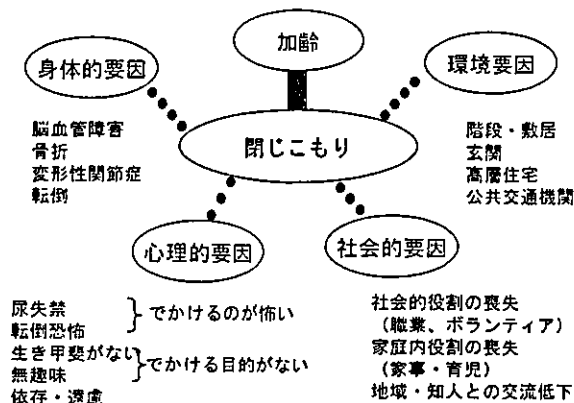 加齢
身体的要因
環境要因
閉じこもり
脳血管障害
骨折
変形性関節症
転倒
階段・敷居
玄関
高層住宅
公共交通機関
心理的要因
社会的要因
尿失禁
転倒恐怖
でかけるのが怖い
生き甲斐がない
無趣味
でかける目的がない
依存・遠慮
社会的役割の喪失
(職業、ボランティア)
家庭内役割の喪失
(家事・育児)
地域・知人との交流低下